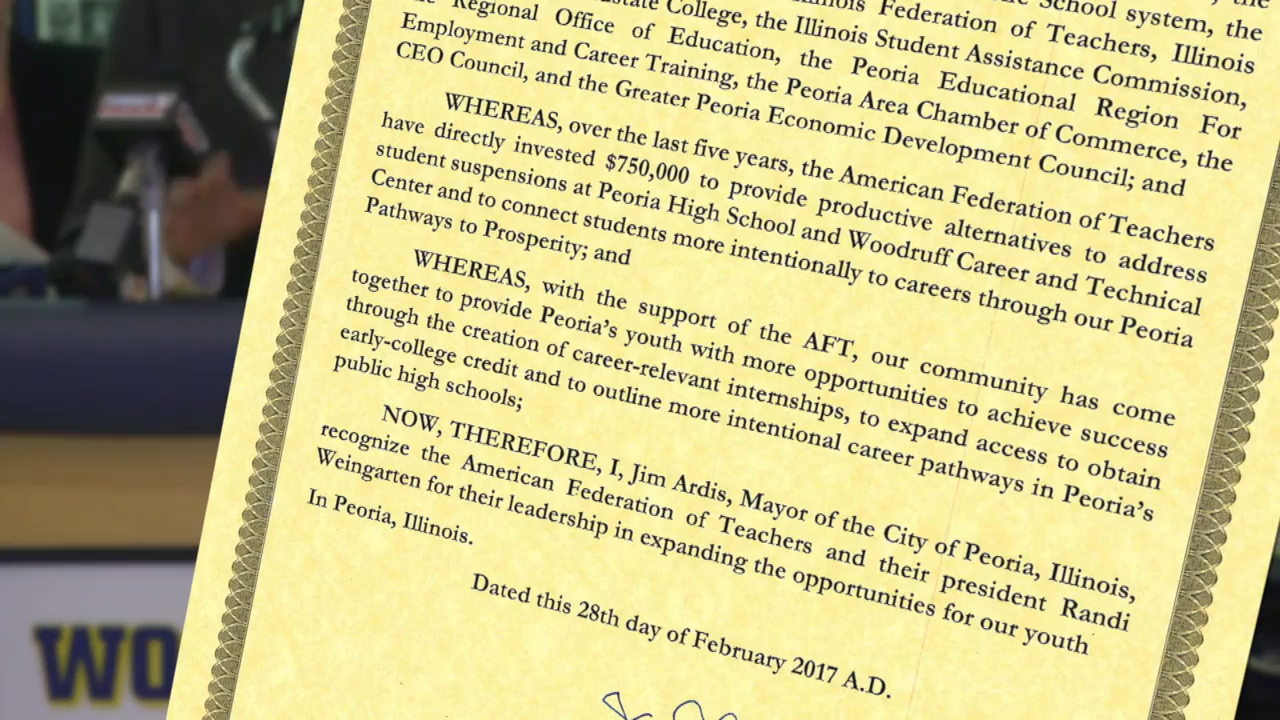 School system, the
Federation of Teachers, Illinois
College, the Illinois Student Assistance Commission,
Regional Office of Education, the Peoria Educational Region For
Employment and Career Training, the Peoria Area Chamber of Commerce, the
CEO Council, and the Greater Peoria Economic Development Council; and
WHEREAS, over the last five years, the American Federation of Teachers
have directly invested $750,000 to provide productive alternatives to address
student suspensions at Peoria High School and Woodruff Career and Technical
Center and to connect students more intentionally to careers through our Peoria
Pathways to Prosperity; and
WHEREAS, with the support of the AFT, our community has come
together to provide Peoria's youth with more opportunities to achieve success
through the creation of career-relevant internships, to expand access to obtain
early-college credit and to outline more intentional career pathways in Peoria's
public high schools;
NOW, THEREFORE, I, Jim Ardis, Mayor of the City of Peoria, Illinois,
recognize the American Federation of Teachers and their president Randi
Weingarten for their leadership in expanding the opportunities for our youth
In Peoria, Illinois.
Dated this 28th day of February 2017 A.D.
WO